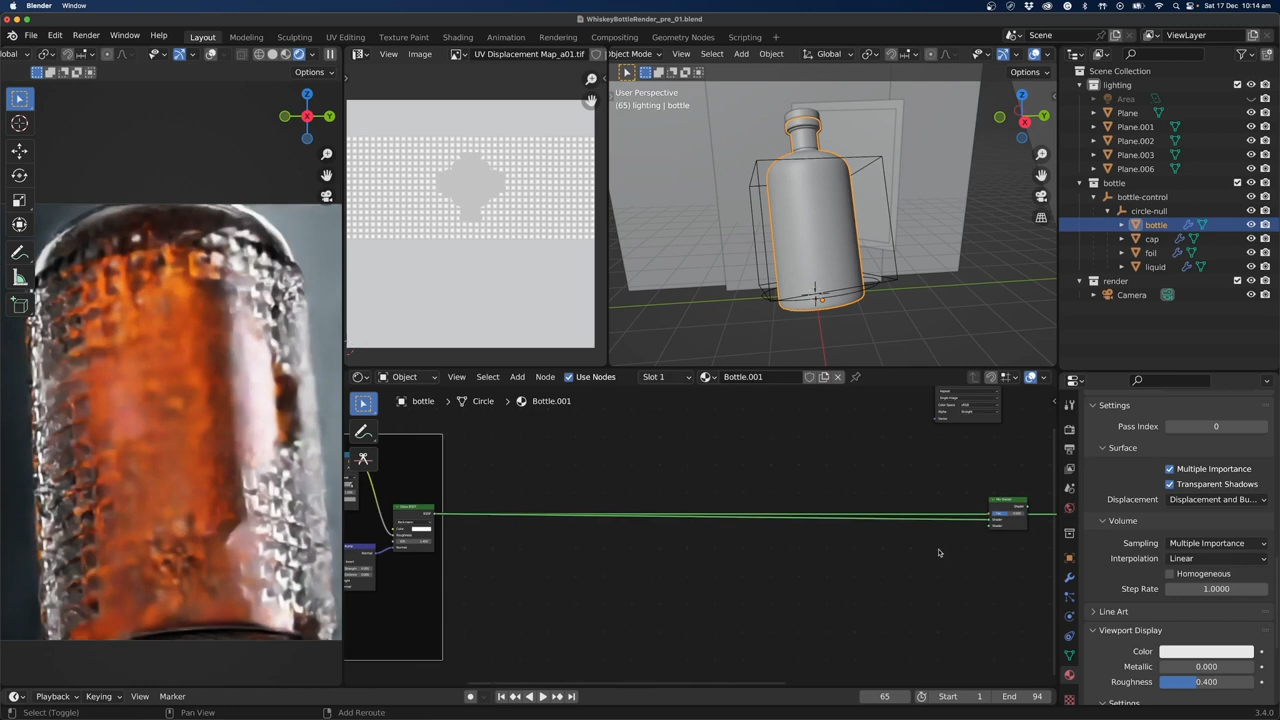 Blender Window
Sat 17 Dec 10:14 am
WhiskeyBottleRender_pre_01.blend
File Edit Render Window Help
Layout Modeling Sculpting UV Editing Texture Paint Shading Animation Rendering Compositing Geometry Nodes Scripting
Scene
ViewLayer
View Image UV Displacement Map_a01.tif
bject Mode View Select Add Object Global
Options
Options
User Perspective
(65) lighting | bottle
Scene Collection
lighting
Area
Plane
Plane.001
Plane.002
Plane.003
Plane.006
bottle
bottle-control
circle-null
bottle
cap
foil
liquid
render
Camera
Object View Select Add Node Use Nodes Slot 1 Bottle.001
bottle Circle Bottle.001
Settings
Pass Index 0
Surface
Multiple Importance
Transparent Shadows
Displacement Displacement and Bu...
Volume
Sampling Multiple Importance
Interpolation Linear
Homogeneous
Step Rate 1.0000
Line Art
Viewport Display
Color
Metallic 0.000
Roughness 0.400
Playback Keying View Marker
65 Start 1 End 94
Select (Toggle) Pan View Add Reroute
3.4.0